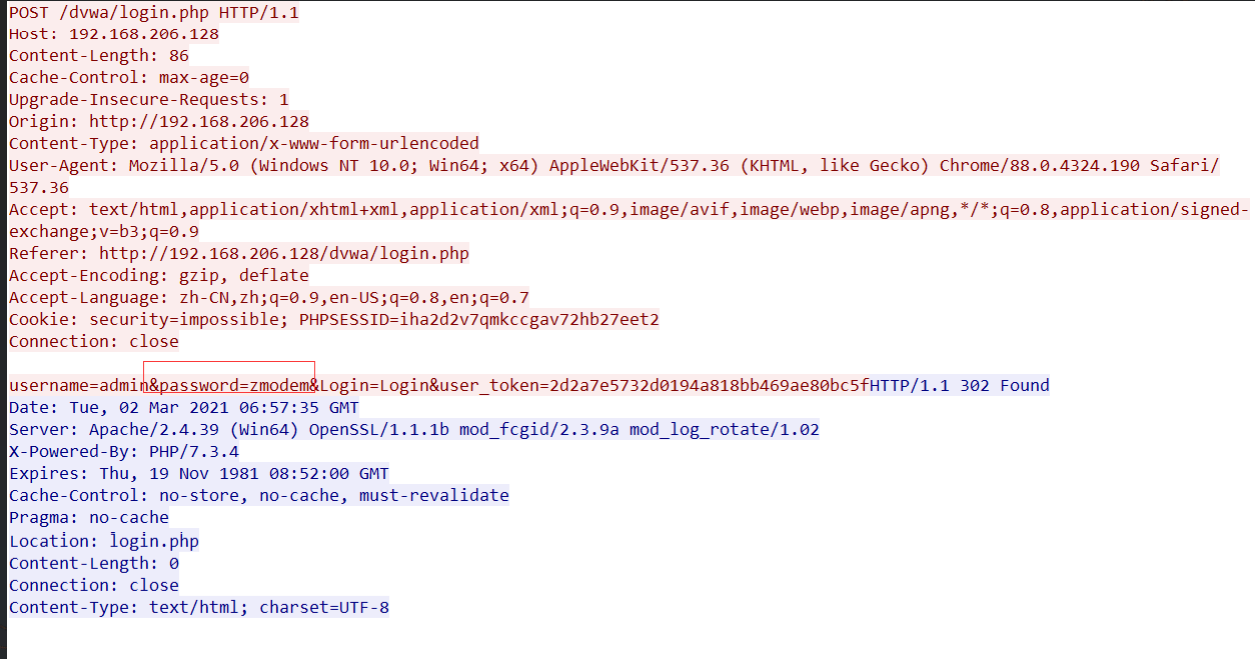 POST /dvwa/login.php HTTP/1.1
Host: 192.168.206.128
Content-Length: 86
Cache-Control: max-age=0
Upgrade-Insecure-Requests: 1
Origin: http://192.168.206.128
Content-Type: application/x-www-form-urlencoded
User-Agent: Mozilla/5.0 (Windows NT 10.0; Win64; x64) AppleWebKit/537.36 (KHTML, like Gecko) Chrome/88.0.4324.190 Safari/
537.36
Accept: text/html,application/xhtml+xml,application/xml;q=0.9,image/avif,image/webp,image/apng,*/*;q=0.8,application/signed-
exchange;v=b3;q=0.9
Referer: http://192.168.206.128/dvwa/login.php
Accept-Encoding: gzip, deflate
Accept-Language: zh-CN,zh;q=0.9,en-US;q=0.8,en;q=0.7
Cookie: security=impossible; PHPSESSID=iha2d2v7qmkccgav72hb27eet2
Connection: close
username=admin&password=zmodem&Login=Login&user_token=2d2a7e5732d0194a818bb469ae80bc5fHTTP/1.1 302 Found
Date: Tue, 02 Mar 2021 06:57:35 GMT
Server: Apache/2.4.39 (Win64) OpenSSL/1.1.1b mod_fcgid/2.3.9a mod_log_rotate/1.02
X-Powered-By: PHP/7.3.4
Expires: Thu, 19 Nov 1981 08:52:00 GMT
Cache-Control: no-store, no-cache, must-revalidate
Pragma: no-cache
Location: login.php
Content-Length: 0
Connection: close
Content-Type: text/html; charset=UTF-8